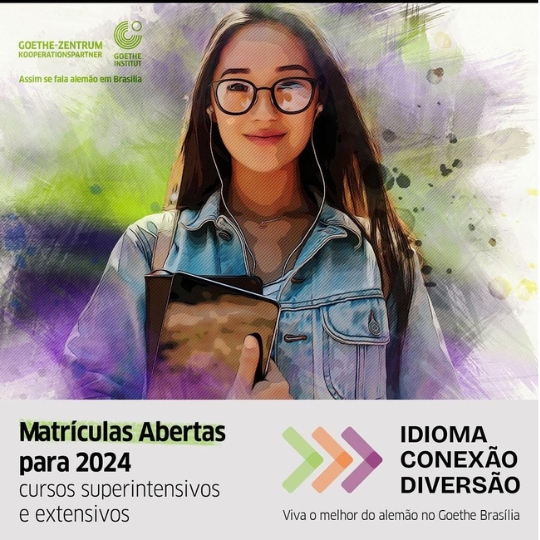 GOETHE-ZENTRUM
KOOPERATIONSPARTNER
GOETHE
INSTITUT
Assim se fala alemão em Brasília
Matrículas Abertas
para 2024
cursos superintensivos
e extensivos
IDIOMA
CONEXÃO
DIVERSÃO
Viva o melhor do alemão no Goethe Brasília